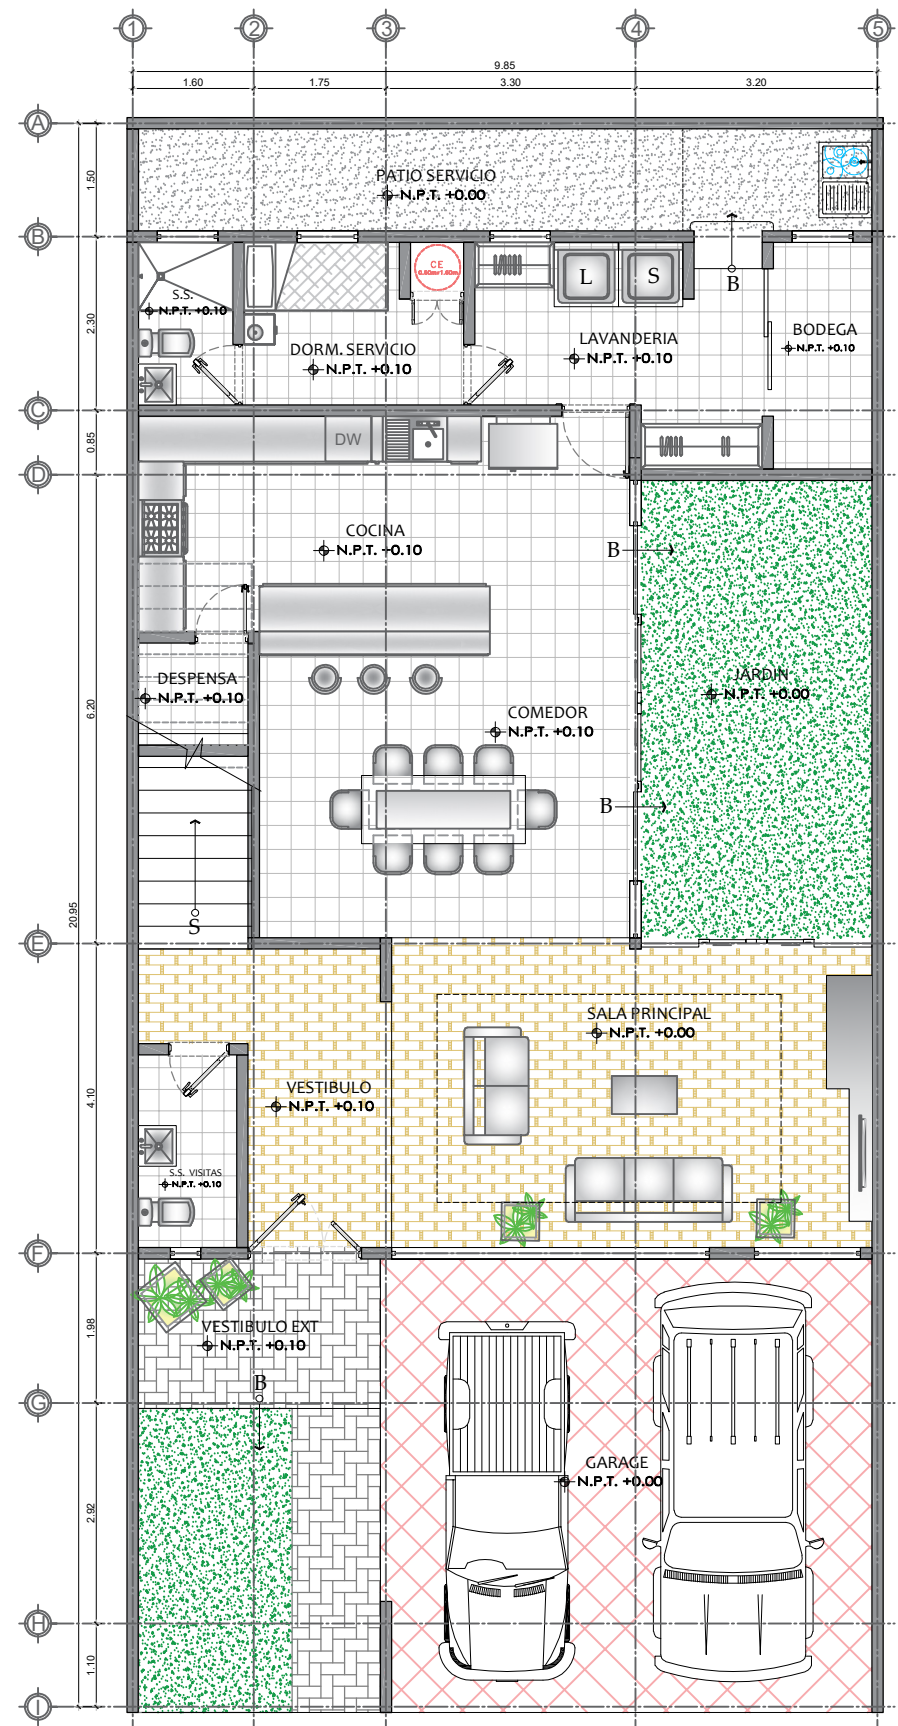 1 2 3 4 5
9.85
1.60 1.75 3.30 3.20
A
1.50
PATIO SERVICIO
N.P.T. +0.00
B
CE
0.80mx1.90m
L S
B
S.S.
N.P.T. +0.10
2.30
DORM. SERVICIO
N.P.T. +0.10
LAVANDERIA
N.P.T. +0.10
BODEGA
N.P.T. +0.10
C
DW
0.85
D
COCINA
N.P.T. +0.10
B
DESPENSA
N.P.T. +0.10
JARDIN
N.P.T. +0.00
6.20
COMEDOR
N.P.T. +0.10
B
20.95
S
E
SALA PRINCIPAL
N.P.T. +0.00
4.10
VESTIBULO
N.P.T. +0.10
S.S. VISITAS
N.P.T. +0.10
F
1.98
VESTIBULO EXT
N.P.T. +0.10
B
G
GARAGE
N.P.T. +0.00
2.92
H
1.10
I